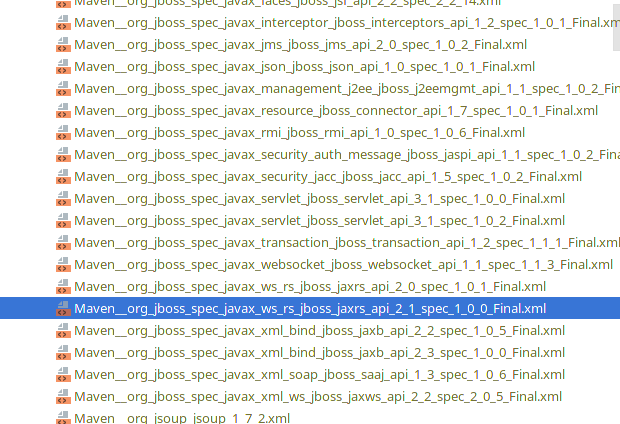 Maven__org_jboss_spec_javax_faces_jboss_jsf_api_2_2_spec_2_2_14.xml
Maven__org_jboss_spec_javax_interceptor_jboss_interceptors_api_1_2_spec_1_0_1_Final.xm
Maven__org_jboss_spec_javax_jms_jboss_jms_api_2_0_spec_1_0_2_Final.xml
Maven__org_jboss_spec_javax_json_jboss_json_api_1_0_spec_1_0_1_Final.xml
Maven__org_jboss_spec_javax_management_j2ee_jboss_j2eemgmt_api_1_1_spec_1_0_2_Fin
Maven__org_jboss_spec_javax_resource_jboss_connector_api_1_7_spec_1_0_1_Final.xml
Maven__org_jboss_spec_javax_rmi_jboss_rmi_api_1_0_spec_1_0_6_Final.xml
Maven__org_jboss_spec_javax_security_auth_message_jboss_jaspi_api_1_1_spec_1_0_2_Fina
Maven__org_jboss_spec_javax_security_jacc_jboss_jacc_api_1_5_spec_1_0_2_Final.xml
Maven__org_jboss_spec_javax_servlet_jboss_servlet_api_3_1_spec_1_0_0_Final.xml
Maven__org_jboss_spec_javax_servlet_jboss_servlet_api_3_1_spec_1_0_2_Final.xml
Maven__org_jboss_spec_javax_transaction_jboss_transaction_api_1_2_spec_1_1_1_Final.xml
Maven__org_jboss_spec_javax_websocket_jboss_websocket_api_1_1_spec_1_1_3_Final.xml
Maven__org_jboss_spec_javax_ws_rs_jboss_jaxrs_api_2_0_spec_1_0_1_Final.xml
Maven__org_jboss_spec_javax_ws_rs_jboss_jaxrs_api_2_1_spec_1_0_0_Final.xml
Maven__org_jboss_spec_javax_xml_bind_jboss_jaxb_api_2_2_spec_1_0_5_Final.xml
Maven__org_jboss_spec_javax_xml_bind_jboss_jaxb_api_2_3_spec_1_0_0_Final.xml
Maven__org_jboss_spec_javax_xml_soap_jboss_saaj_api_1_3_spec_1_0_6_Final.xml
Maven__org_jboss_spec_javax_xml_ws_jboss_jaxws_api_2_2_spec_2_0_5_Final.xml
Maven__org_jsoup_jsoup_1_7_2.xml